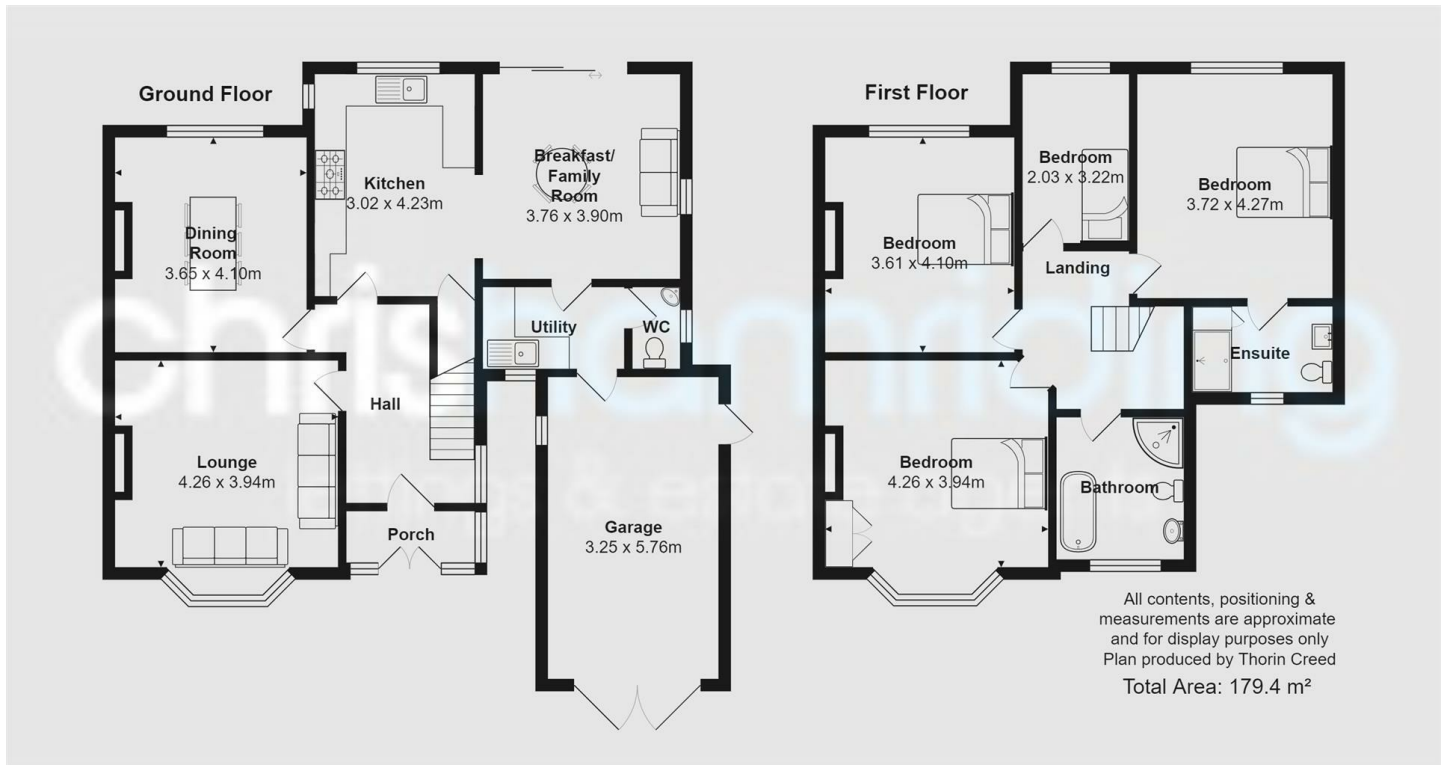 Ground Floor
First Floor
Kitchen
3.02 x 4.23m
Breakfast/
Family
Room
3.76 x 3.90m
Dining
Room
3.65 x 4.10m
Utility
WC
Hall
Lounge
4.26 x 3.94m
Porch
Garage
3.25 x 5.76m
Bedroom
2.03 x 3.22m
Bedroom
3.72 x 4.27m
Bedroom
3.61 x 4.10m
Landing
Ensuite
Bedroom
4.26 x 3.94m
Bathroom
All contents, positioning &
measurements are approximate
and for display purposes only
Plan produced by Thorin Creed
Total Area: 179.4 m²
chrishamriding
lettings & estate agents